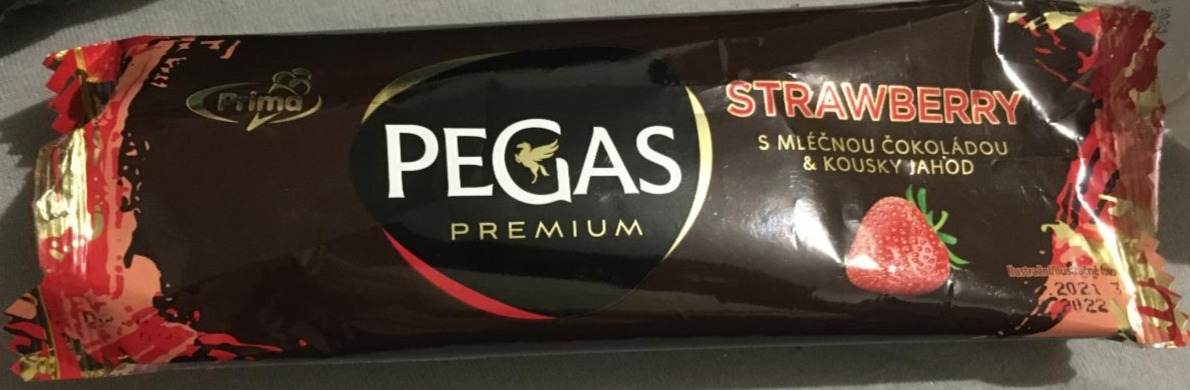 Prima
PEGAS
PREMIUM
STRAWBERRY
S MLÉČNOU ČOKOLÁDOU
& KOUSKY JAHOD
2021
2022